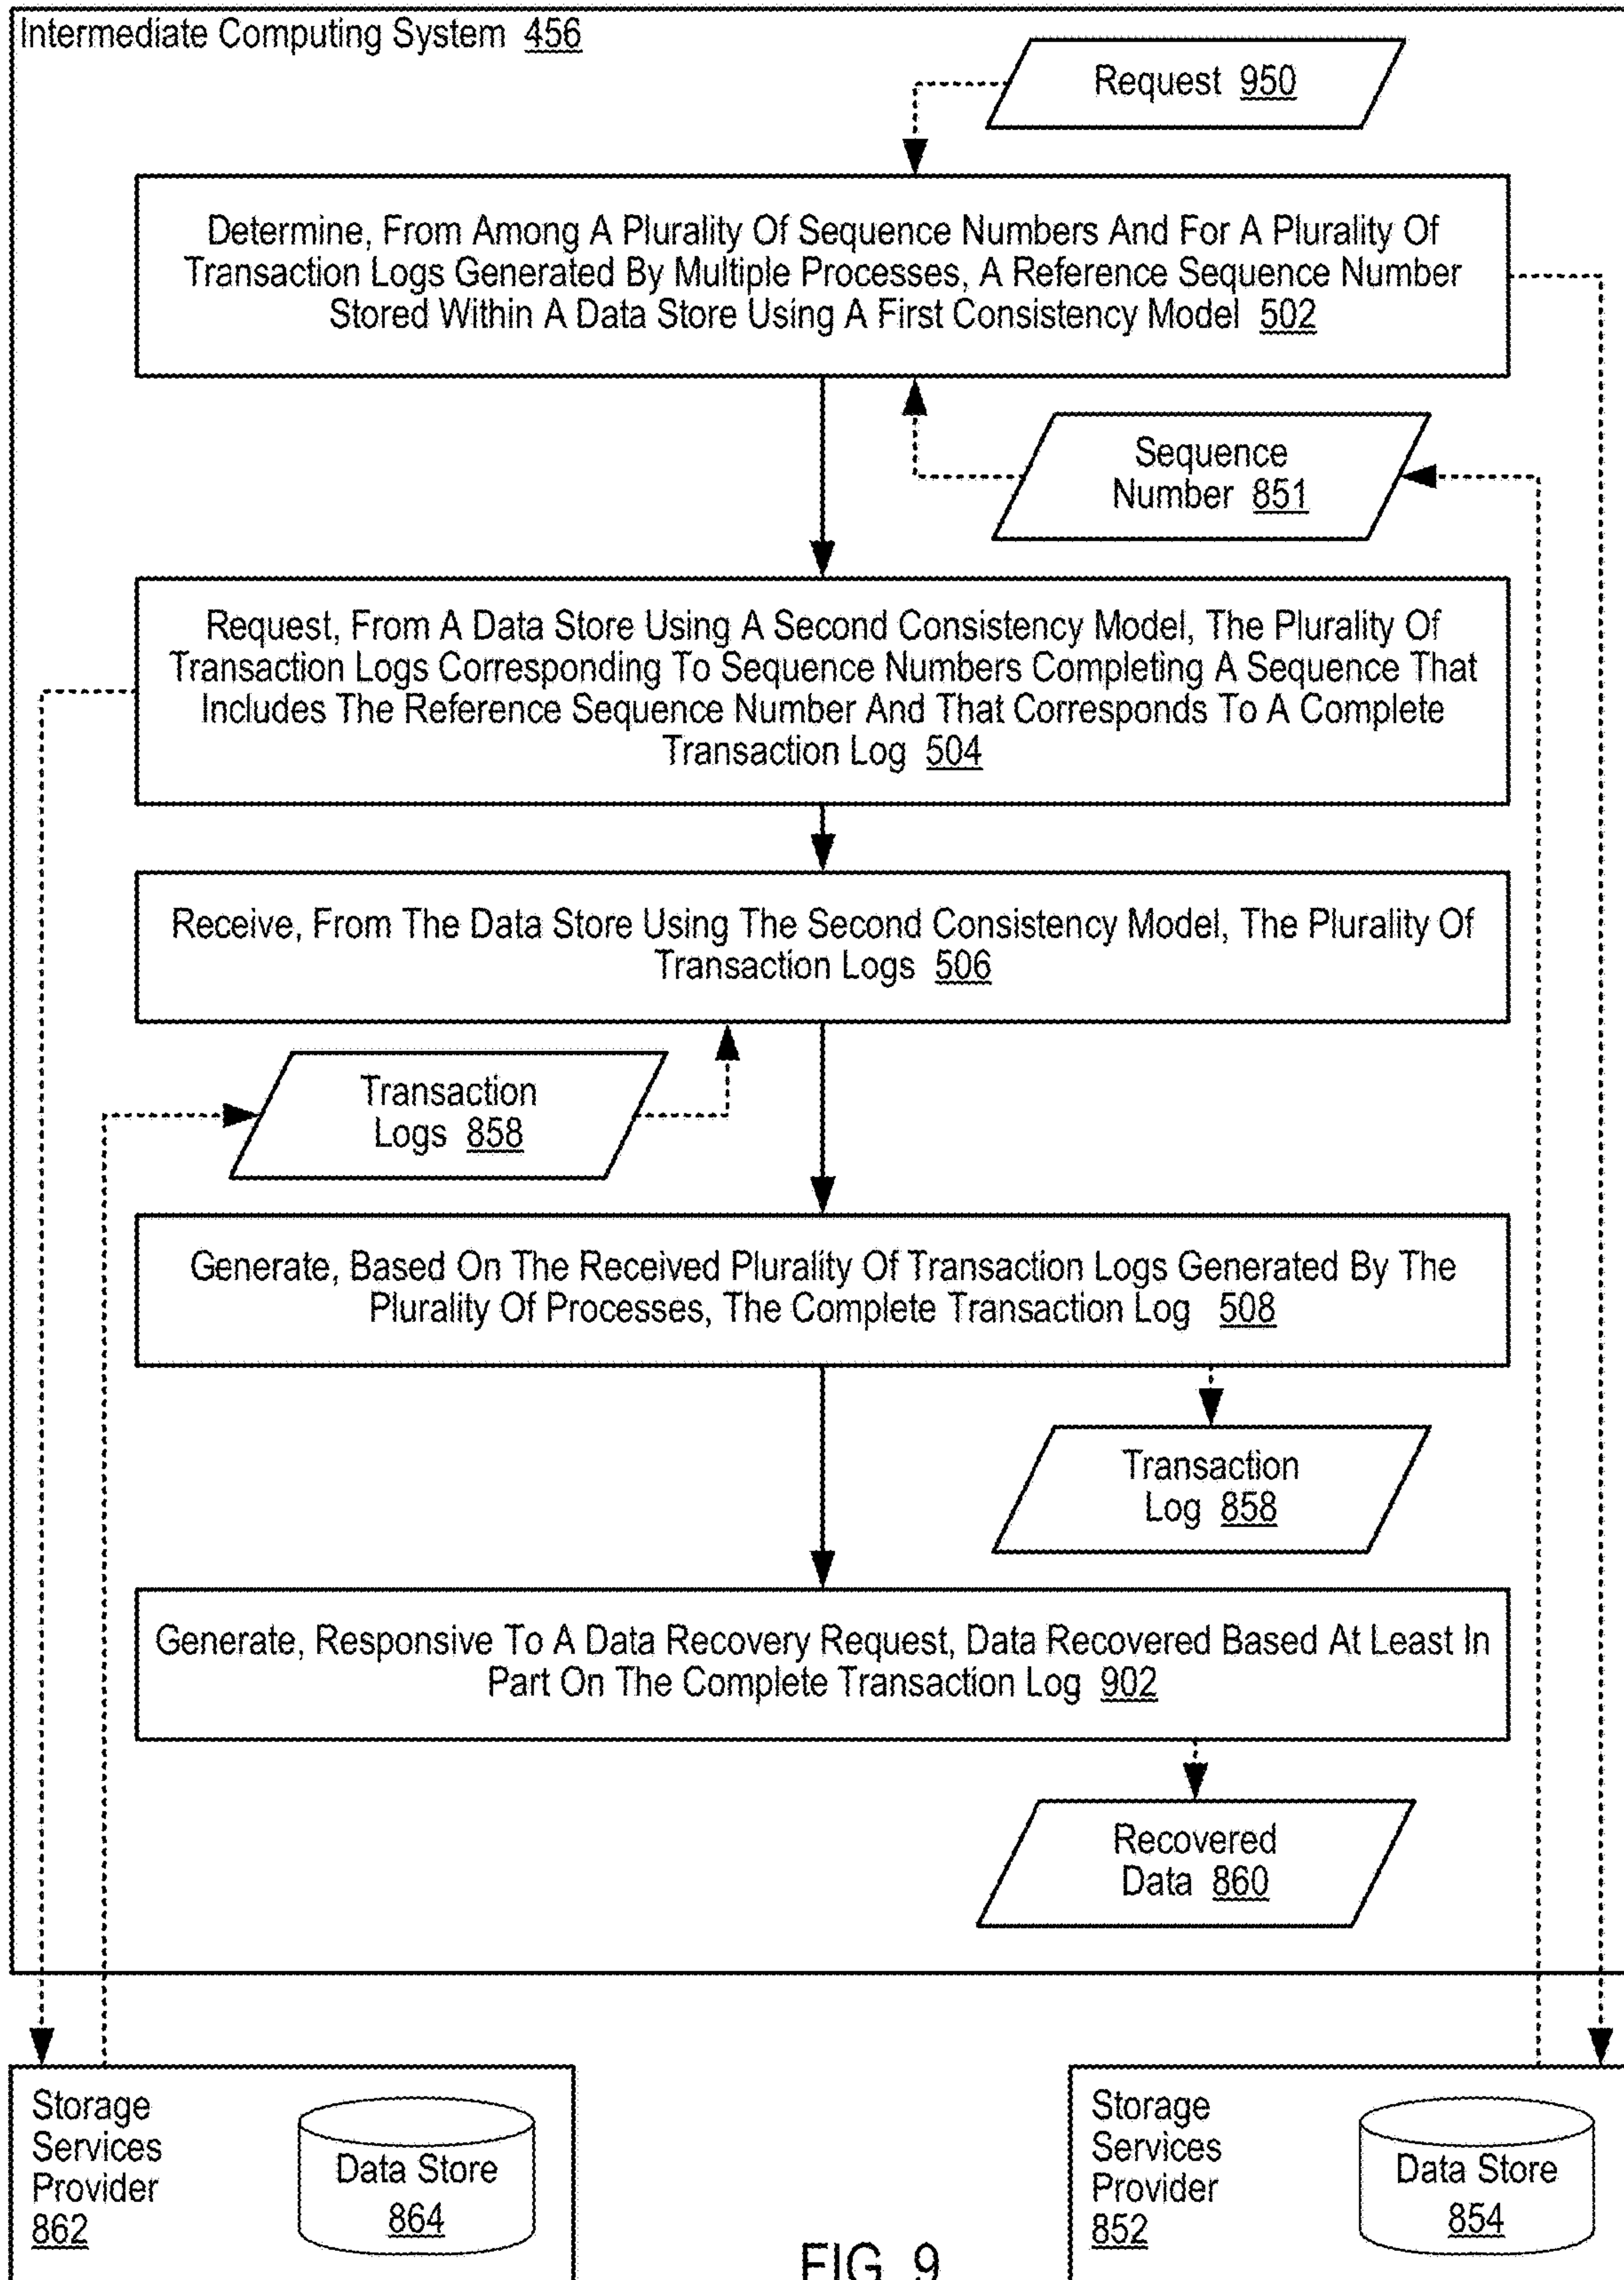 Intermediate Computing System 456
Request 950
Determine, From Among A Plurality Of Sequence Numbers And For A Plurality Of
Transaction Logs Generated By Multiple Processes, A Reference Sequence Number
Stored Within A Data Store Using A First Consistency Model 502
Sequence
Number 851
Request, From A Data Store Using A Second Consistency Model, The Plurality Of
Transaction Logs Corresponding To Sequence Numbers Completing A Sequence That
Includes The Reference Sequence Number And That Corresponds To A Complete
Transaction Log 504
Receive, From The Data Store Using The Second Consistency Model, The Plurality Of
Transaction Logs 506
Transaction
Logs 858
Generate, Based On The Received Plurality Of Transaction Logs Generated By The
Plurality Of Processes, The Complete Transaction Log 508
Transaction
Log 858
Generate, Responsive To A Data Recovery Request, Data Recovered Based At Least In
Part On The Complete Transaction Log 902
Recovered
Data 860
Storage
Services
Provider
862
Data Store
864
Storage
Services
Provider
852
Data Store
854
FIG. 9